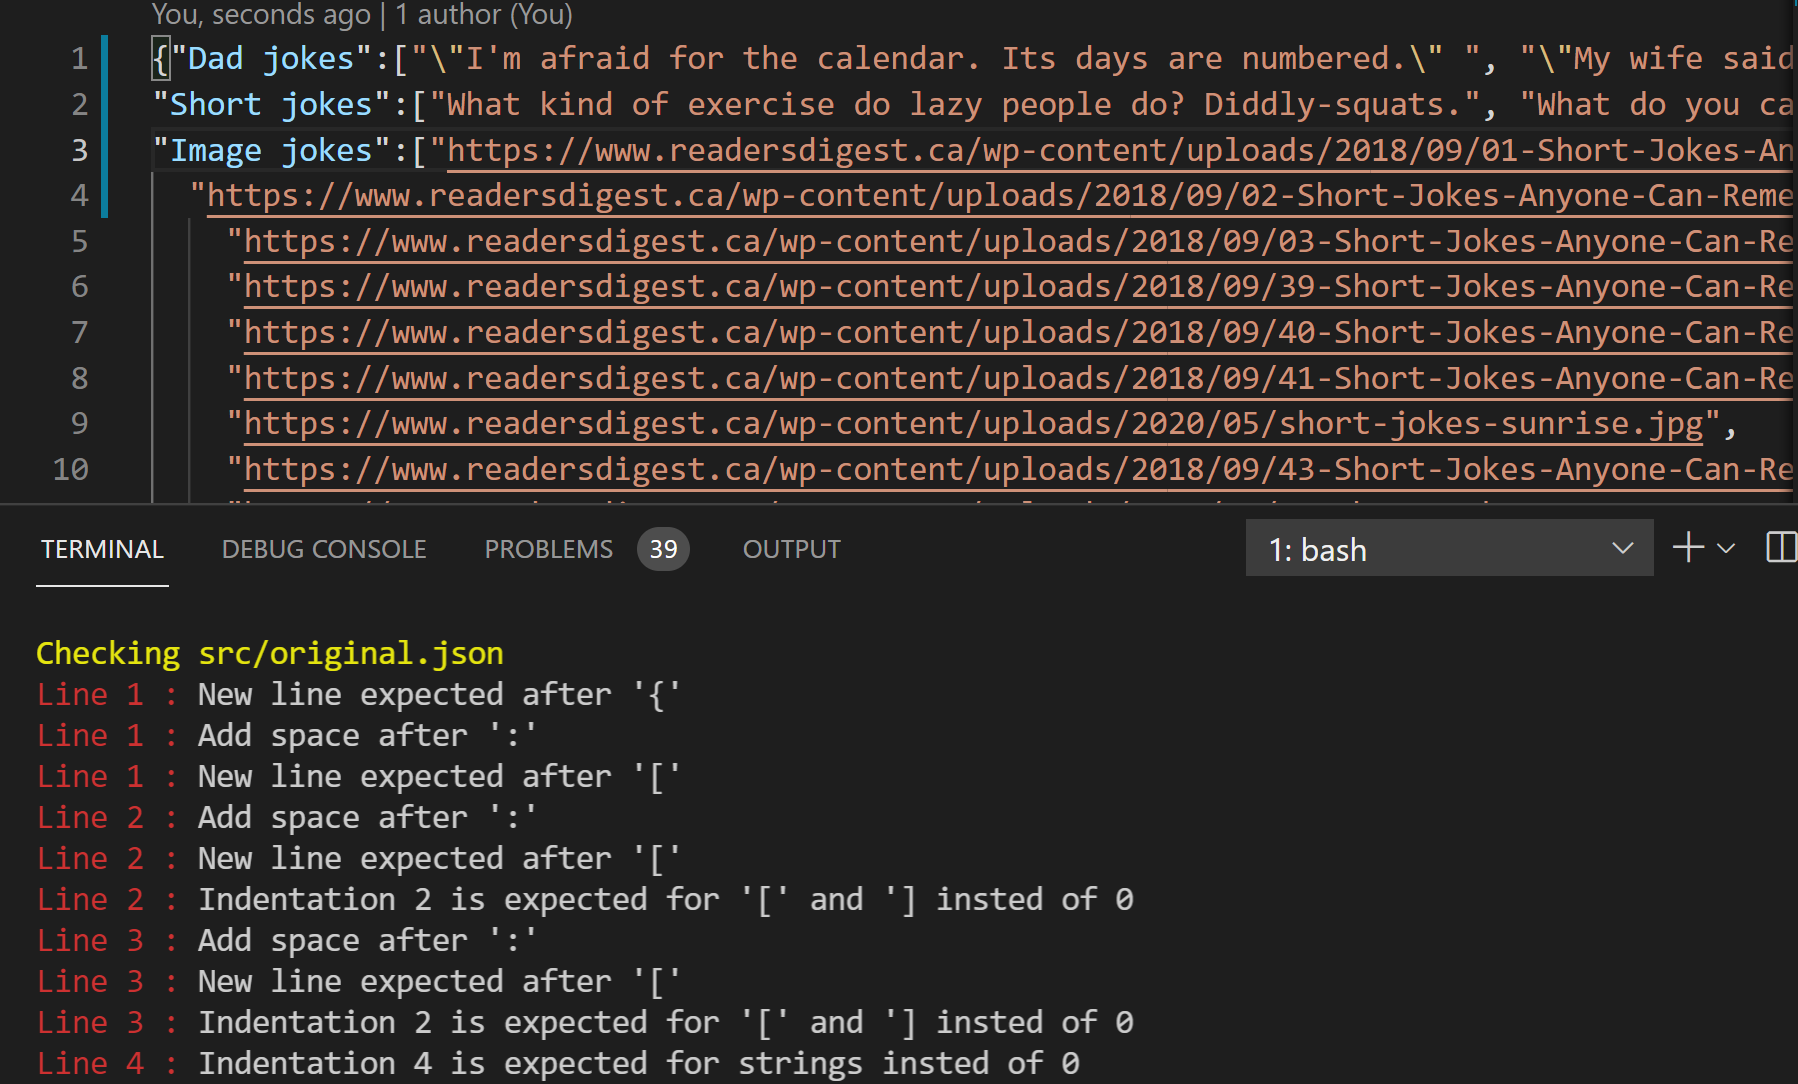 You, seconds ago | 1 author (You)
1 {"Dad jokes":["\"I'm afraid for the calendar. Its days are numbered.\" ", "\"My wife said
2 "Short jokes":["What kind of exercise do lazy people do? Diddly-squats.", "What do you ca
3 "Image jokes":["https://www.readersdigest.ca/wp-content/uploads/2018/09/01-Short-Jokes-An
4 "https://www.readersdigest.ca/wp-content/uploads/2018/09/02-Short-Jokes-Anyone-Can-Reme
5 "https://www.readersdigest.ca/wp-content/uploads/2018/09/03-Short-Jokes-Anyone-Can-Re
6 "https://www.readersdigest.ca/wp-content/uploads/2018/09/39-Short-Jokes-Anyone-Can-Re
7 "https://www.readersdigest.ca/wp-content/uploads/2018/09/40-Short-Jokes-Anyone-Can-Re
8 "https://www.readersdigest.ca/wp-content/uploads/2018/09/41-Short-Jokes-Anyone-Can-Re
9 "https://www.readersdigest.ca/wp-content/uploads/2020/05/short-jokes-sunrise.jpg",
10 "https://www.readersdigest.ca/wp-content/uploads/2018/09/43-Short-Jokes-Anyone-Can-Re
TERMINAL DEBUG CONSOLE PROBLEMS 39 OUTPUT 1: bash
Checking src/original.json
Line 1 : New line expected after '{'
Line 1 : Add space after ':'
Line 1 : New line expected after '['
Line 2 : Add space after ':'
Line 2 : New line expected after '['
Line 2 : Indentation 2 is expected for '[' and '] insted of 0
Line 3 : Add space after ':'
Line 3 : New line expected after '['
Line 3 : Indentation 2 is expected for '[' and '] insted of 0
Line 4 : Indentation 4 is expected for strings insted of 0